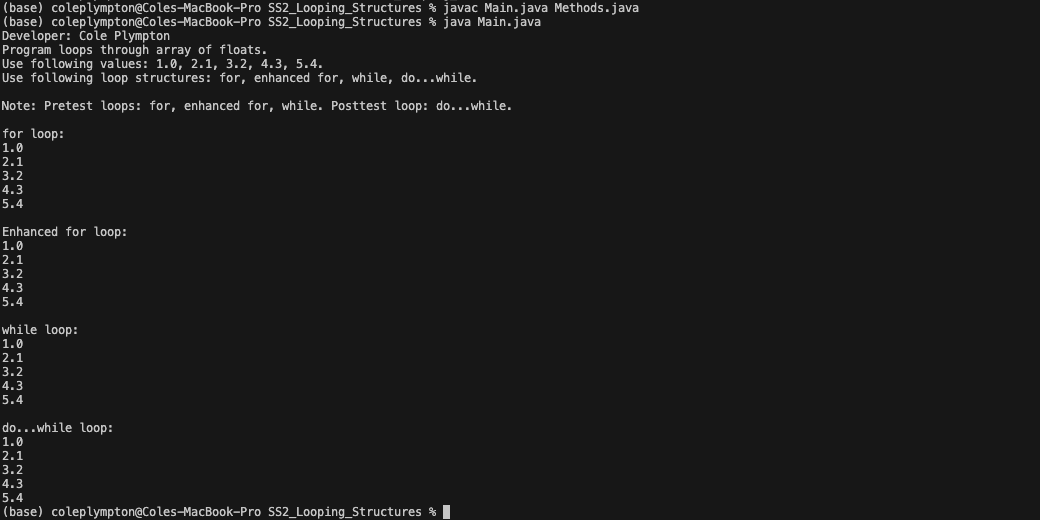 (base) coleplympton@Coles-MacBook-Pro SS2_Looping_Structures % javac Main.java Methods.java
(base) coleplympton@Coles-MacBook-Pro SS2_Looping_Structures % java Main.java
Developer: Cole Plympton
Program loops through array of floats.
Use following values: 1.0, 2.1, 3.2, 4.3, 5.4.
Use following loop structures: for, enhanced for, while, do...while.

Note: Pretest loops: for, enhanced for, while. Posttest loop: do...while.

for loop:
1.0
2.1
3.2
4.3
5.4

Enhanced for loop:
1.0
2.1
3.2
4.3
5.4

while loop:
1.0
2.1
3.2
4.3
5.4

do...while loop:
1.0
2.1
3.2
4.3
5.4
(base) coleplympton@Coles-MacBook-Pro SS2_Looping_Structures %